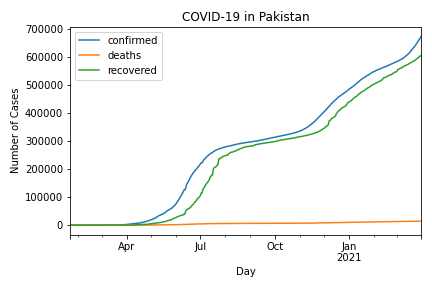 COVID-19 in Pakistan
confirmed
deaths
recovered
Number of Cases
700000
600000
500000
400000
300000
200000
100000
0
Apr
Jul
Oct
Jan
2021
Day